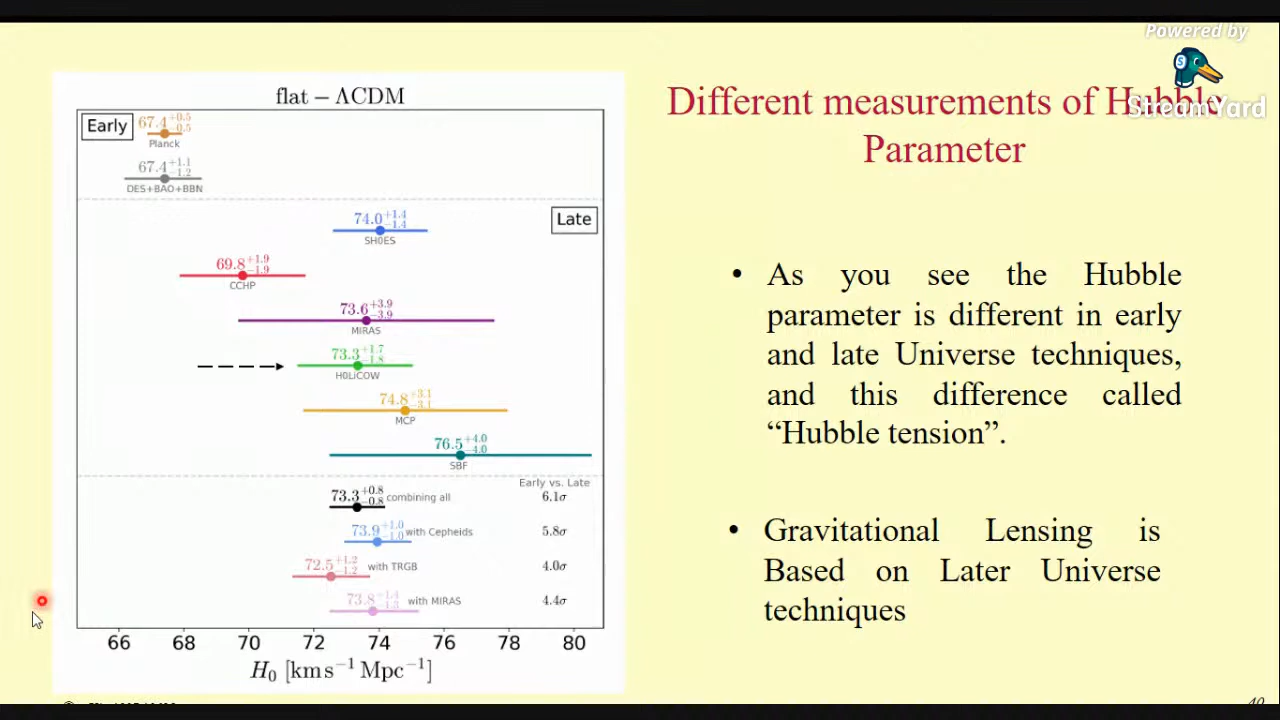 Powered by
StreamYard
Different measurements of Hubble
Parameter
flat − ΛCDM
Early
67.4 +0.5 −0.5
Planck
67.4 +1.1 −1.2
DES+BAO+BBN
Late
74.0 +1.4 −1.4
SH0ES
69.8 +1.9 −1.9
CCHP
73.6 +3.9 −3.9
MIRAS
73.3 +1.7 −1.8
H0LiCOW
74.8 +3.1 −3.1
MCP
76.5 +4.0 −4.0
SBF
Early vs. Late
73.3 +0.8 −0.8 combining all 6.1σ
73.9 +1.0 −1.0 with Cepheids 5.8σ
72.5 +1.2 −1.2 with TRGB 4.0σ
73.8 +1.4 −1.3 with MIRAS 4.4σ
66 68 70 72 74 76 78 80
H₀ [km s⁻¹ Mpc⁻¹]
• As you see the Hubble
parameter is different in early
and late Universe techniques,
and this difference called
“Hubble tension”.
• Gravitational Lensing is
Based on Later Universe
techniques